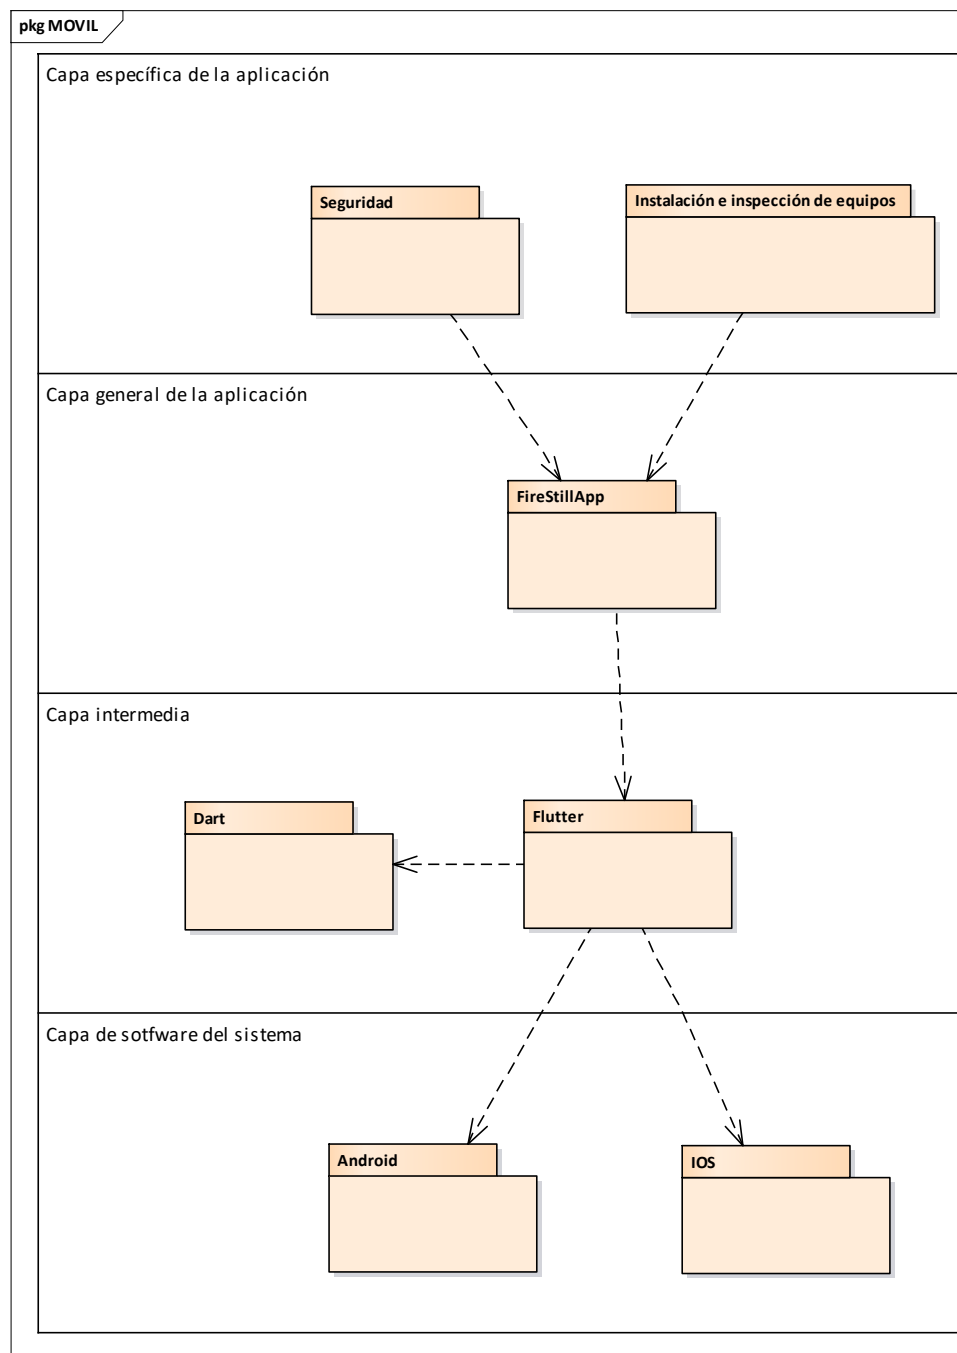 pkg MOVIL
Capa específica de la aplicación
Seguridad
Instalación e inspección de equipos
Capa general de la aplicación
FireStillApp
Capa intermedia
Dart
Flutter
Capa de sotfware del sistema
Android
IOS